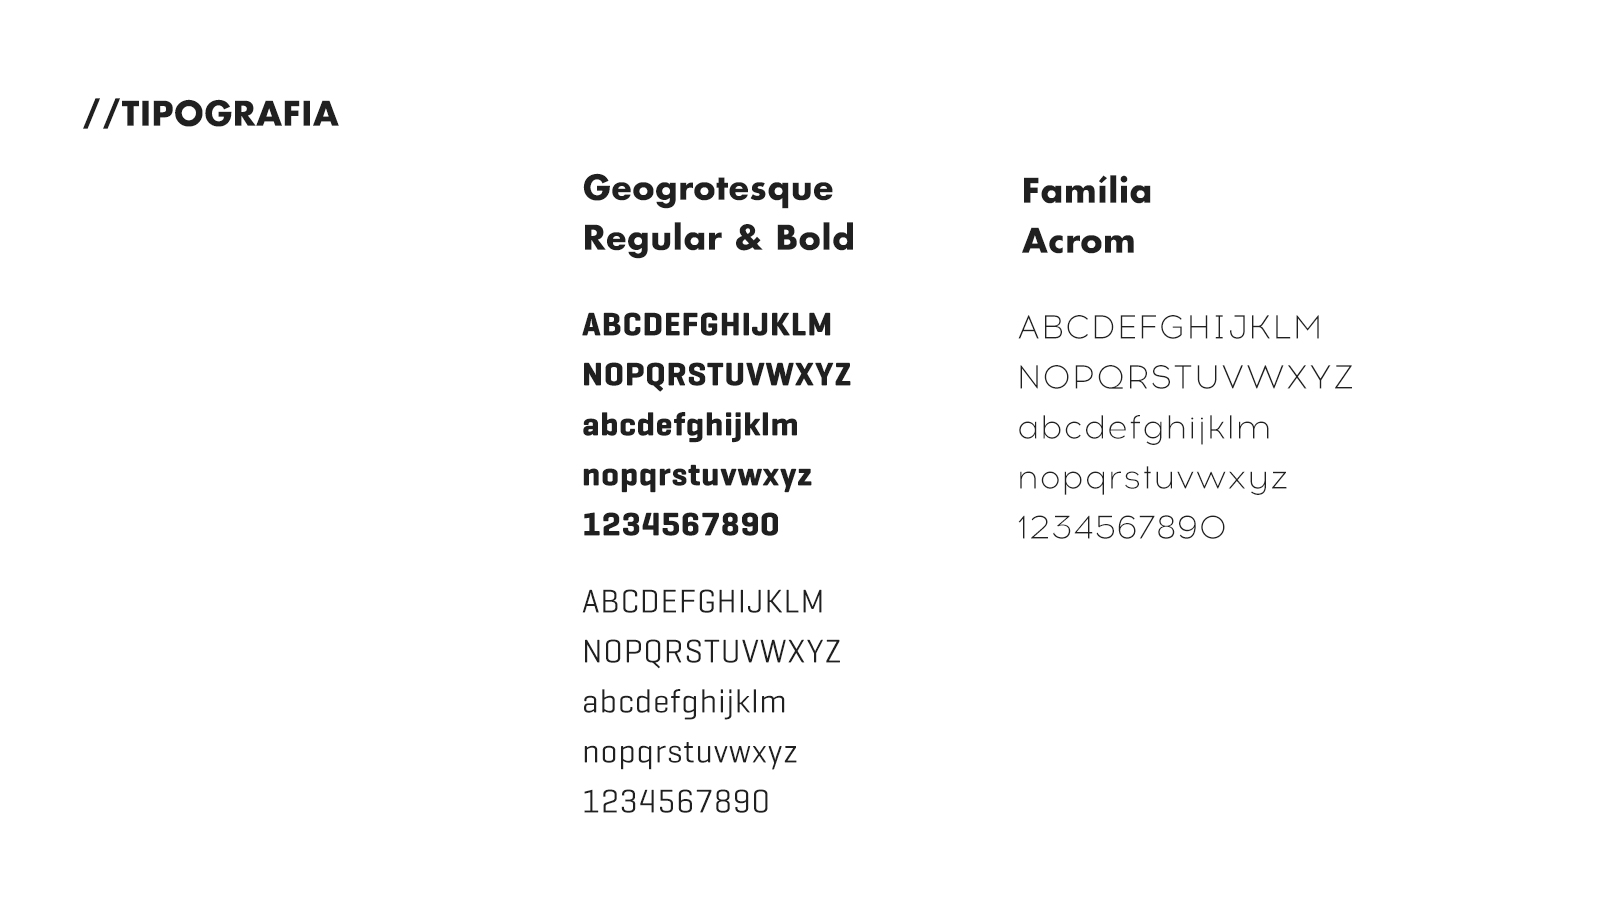 //TIPOGRAFIA
Geogrotesque
Regular & Bold
ABCDEFGHIJKLM
NOPQRSTUVWXYZ
abcdefghijklm
nopqrstuvwxyz
1234567890
ABCDEFGHIJKLM
NOPQRSTUVWXYZ
abcdefghijklm
nopqrstuvwxyz
1234567890
Família
Acrom
ABCDEFGHIJKLM
NOPQRSTUVWXYZ
abcdefghijklm
nopqrstuvwxyz
1234567890